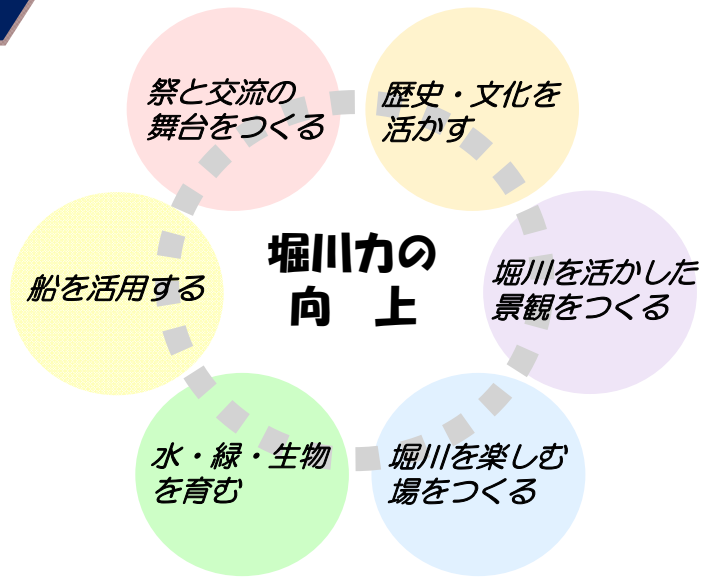 祭と交流の
舞台をつくる
歴史・文化を
活かす
船を活用する
堀川力の
向　上
堀川を活かした
景観をつくる
水・緑・生物
を育む
堀川を楽しむ
場をつくる